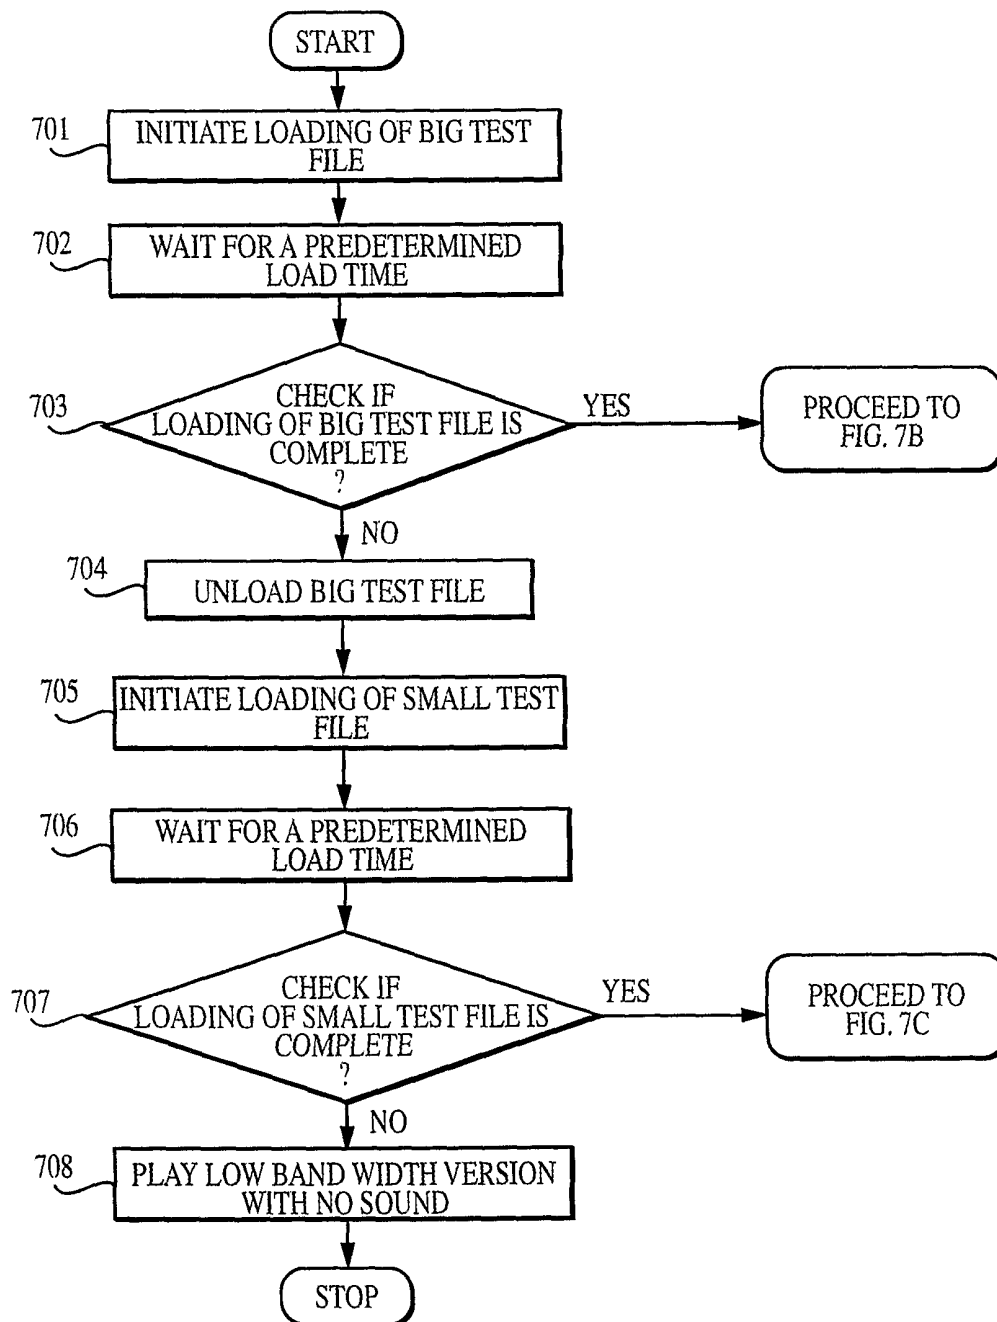 START
701
INITIATE LOADING OF BIG TEST
FILE
702
WAIT FOR A PREDETERMINED
LOAD TIME
703
CHECK IF
LOADING OF BIG TEST FILE IS
COMPLETE
?
YES
PROCEED TO
FIG. 7B
NO
704
UNLOAD BIG TEST FILE
705
INITIATE LOADING OF SMALL TEST
FILE
706
WAIT FOR A PREDETERMINED
LOAD TIME
707
CHECK IF
LOADING OF SMALL TEST FILE IS
COMPLETE
?
YES
PROCEED TO
FIG. 7C
NO
708
PLAY LOW BAND WIDTH VERSION
WITH NO SOUND
STOP